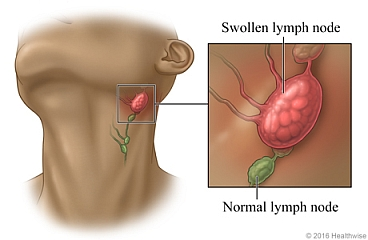 Swollen lymph node
Normal lymph node
© 2016 Healthwise